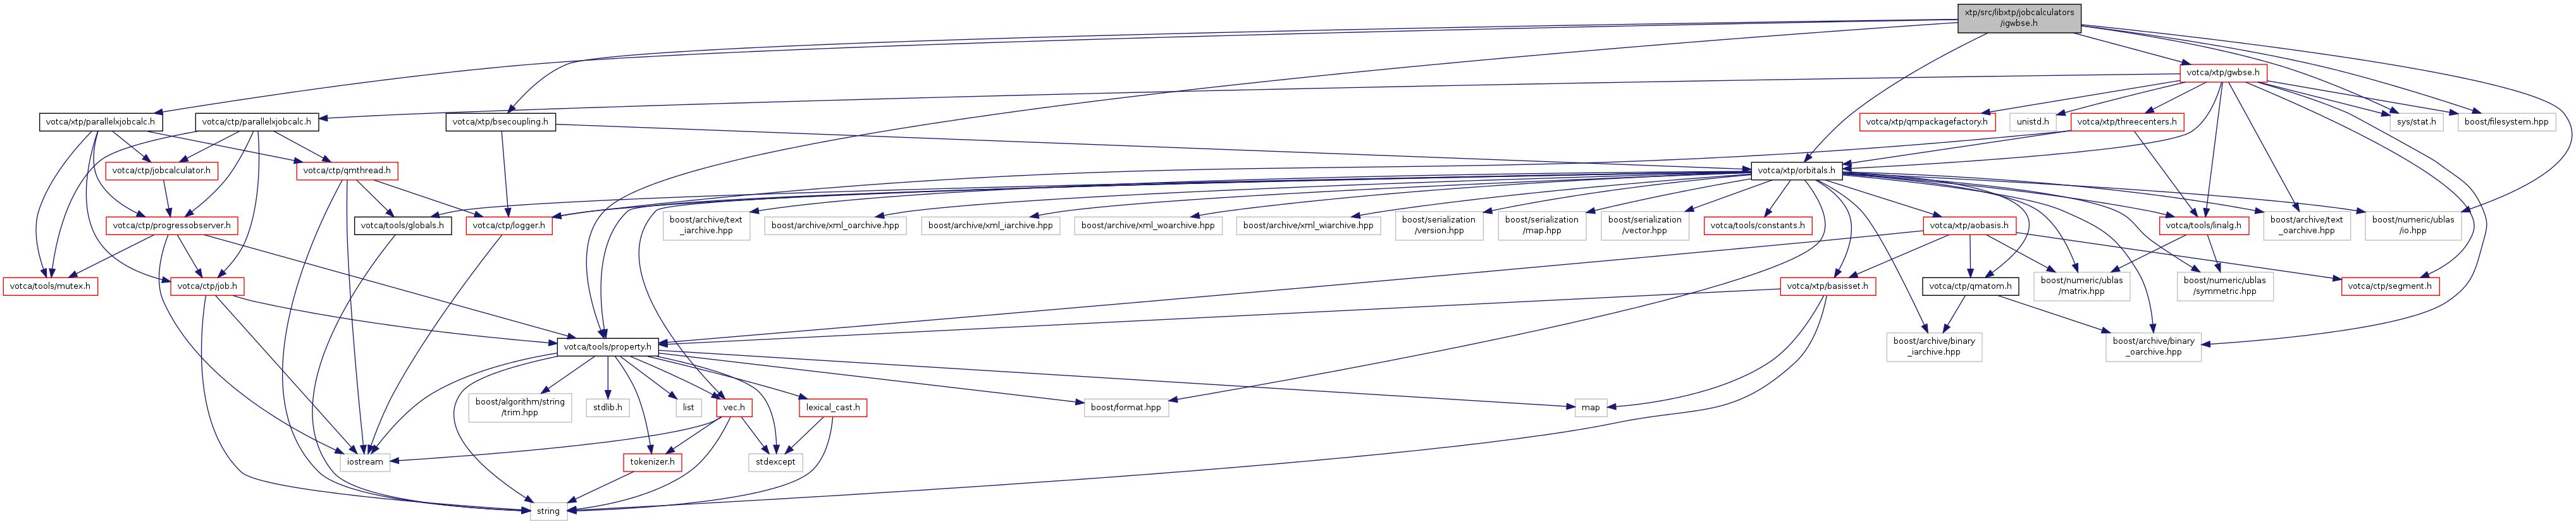 xtp/src/libxtp/jobcalculators
/igwbse.h
votca/xtp/gwbse.h
votca/xtp/parallelxjobcalc.h
votca/ctp/parallelxjobcalc.h
votca/xtp/bsecoupling.h
votca/xtp/qmpackagefactory.h
unistd.h
votca/xtp/threecenters.h
sys/stat.h
boost/filesystem.hpp
votca/ctp/jobcalculator.h
votca/ctp/qmthread.h
votca/xtp/orbitals.h
votca/ctp/progressobserver.h
votca/tools/globals.h
votca/ctp/logger.h
boost/archive/text
_iarchive.hpp
boost/archive/xml_oarchive.hpp
boost/archive/xml_iarchive.hpp
boost/archive/xml_woarchive.hpp
boost/archive/xml_wiarchive.hpp
boost/serialization
/version.hpp
boost/serialization
/map.hpp
boost/serialization
/vector.hpp
votca/tools/constants.h
votca/xtp/aobasis.h
votca/tools/linalg.h
boost/archive/text
_oarchive.hpp
boost/numeric/ublas
/io.hpp
votca/tools/mutex.h
votca/ctp/job.h
votca/xtp/basisset.h
votca/ctp/qmatom.h
boost/numeric/ublas
/matrix.hpp
boost/numeric/ublas
/symmetric.hpp
votca/ctp/segment.h
votca/tools/property.h
boost/archive/binary
_iarchive.hpp
boost/archive/binary
_oarchive.hpp
boost/algorithm/string
/trim.hpp
stdlib.h
list
vec.h
lexical_cast.h
boost/format.hpp
map
iostream
tokenizer.h
stdexcept
string